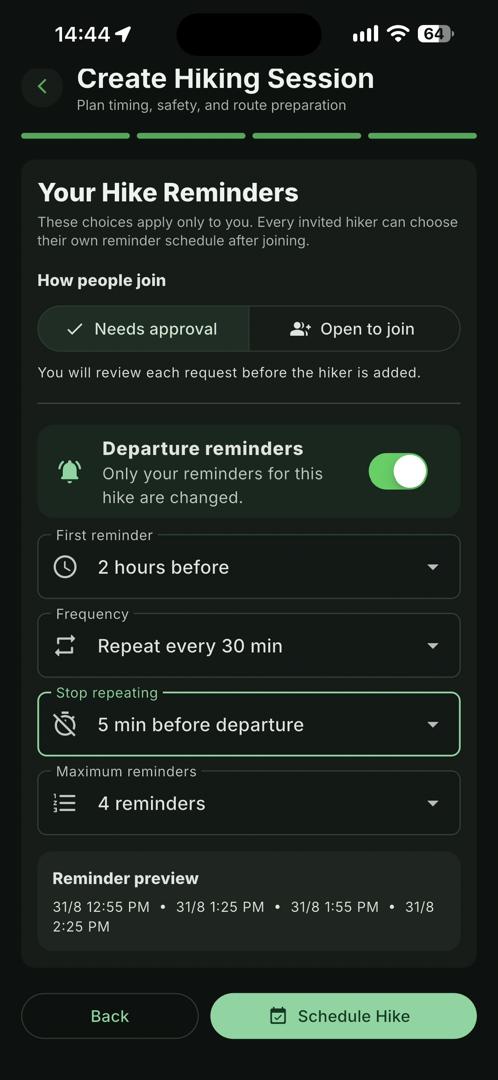 14:44
64
Create Hiking Session
Plan timing, safety, and route preparation
Your Hike Reminders
These choices apply only to you. Every invited hiker can choose
their own reminder schedule after joining.
How people join
Needs approval
Open to join
You will review each request before the hiker is added.
Departure reminders
Only your reminders for this
hike are changed.
First reminder
2 hours before
Frequency
Repeat every 30 min
Stop repeating
5 min before departure
Maximum reminders
4 reminders
Reminder preview
31/8 12:55 PM • 31/8 1:25 PM • 31/8 1:55 PM • 31/8
2:25 PM
Back
Schedule Hike